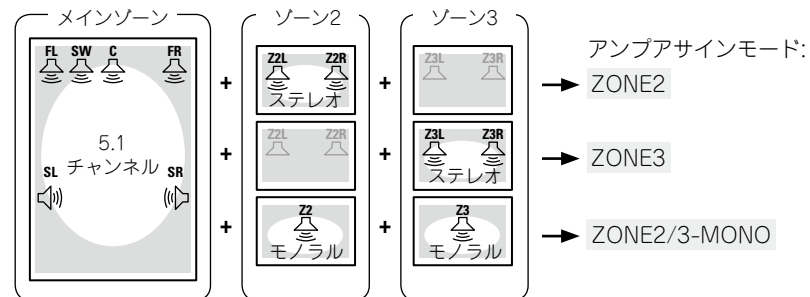 メインゾーン
ゾーン2
ゾーン3
アンプアサインモード:
FL SW C FR
5.1
チャンネル
SL SR
+
Z2L Z2R
ステレオ
+
Z3L Z3R
ZONE2
+
Z2L Z2R
+
Z3L Z3R
ステレオ
ZONE3
+
Z2
モノラル
+
Z3
モノラル
ZONE2/3-MONO